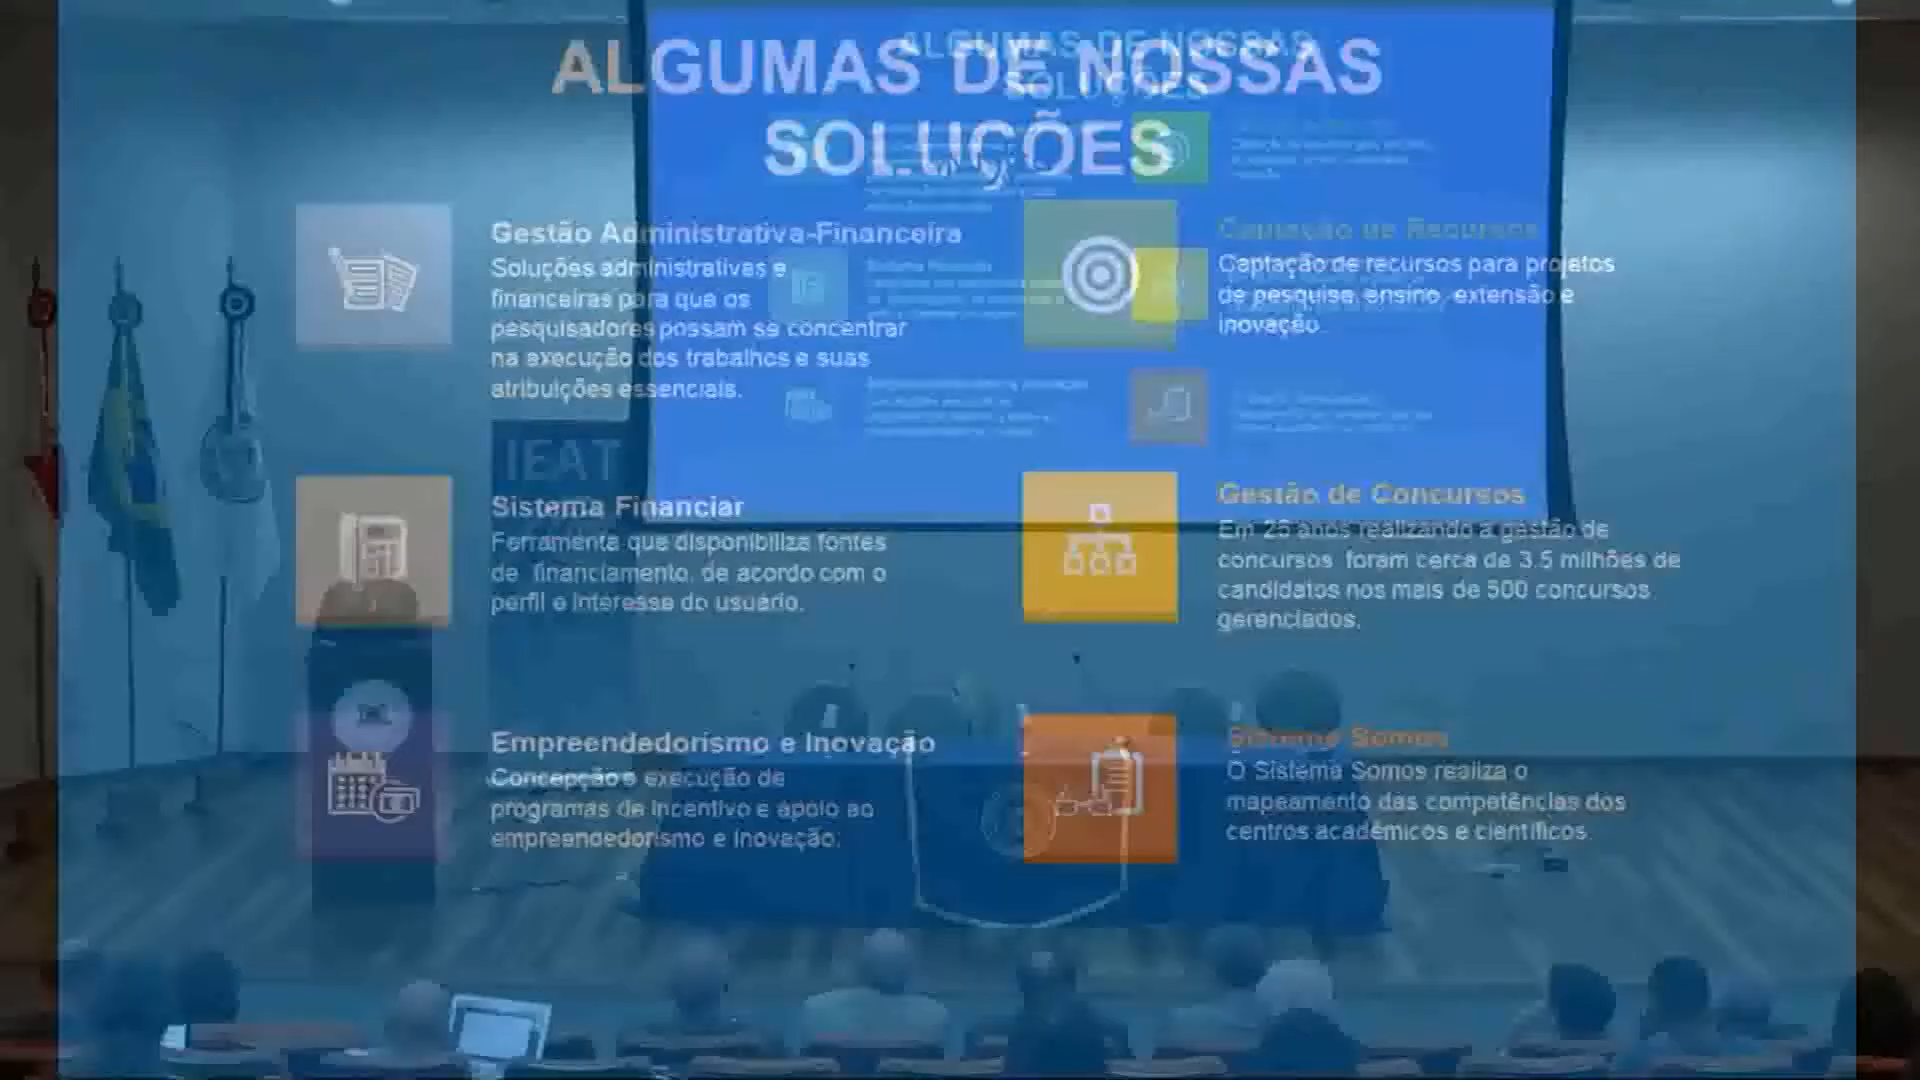 ALGUMAS DE NOSSAS
SOLUÇÕES
Gestão Administrativa-Financeira
Soluções administrativas e
financeiras para que os
pesquisadores possam se concentrar
na execução dos trabalhos e suas
atribuições essenciais.
Captação de Recursos
Captação de recursos para projetos
de pesquisa, ensino, extensão e
inovação.
IEAT
Sistema Financiar
Ferramenta que disponibiliza fontes
de financiamento, de acordo com o
perfil e interesse do usuário.
Gestão de Concursos
Em 25 anos realizando a gestão de
concursos foram cerca de 3,5 milhões de
candidatos nos mais de 500 concursos
gerenciados.
Empreendedorismo e Inovação
Concepção e execução de
programas de incentivo e apoio ao
empreendedorismo e inovação.
Sistema Somos
O Sistema Somos realiza o
mapeamento das competências dos
centros acadêmicos e científicos.
ALGUMAS DE NOSSAS
SOLUÇÕES